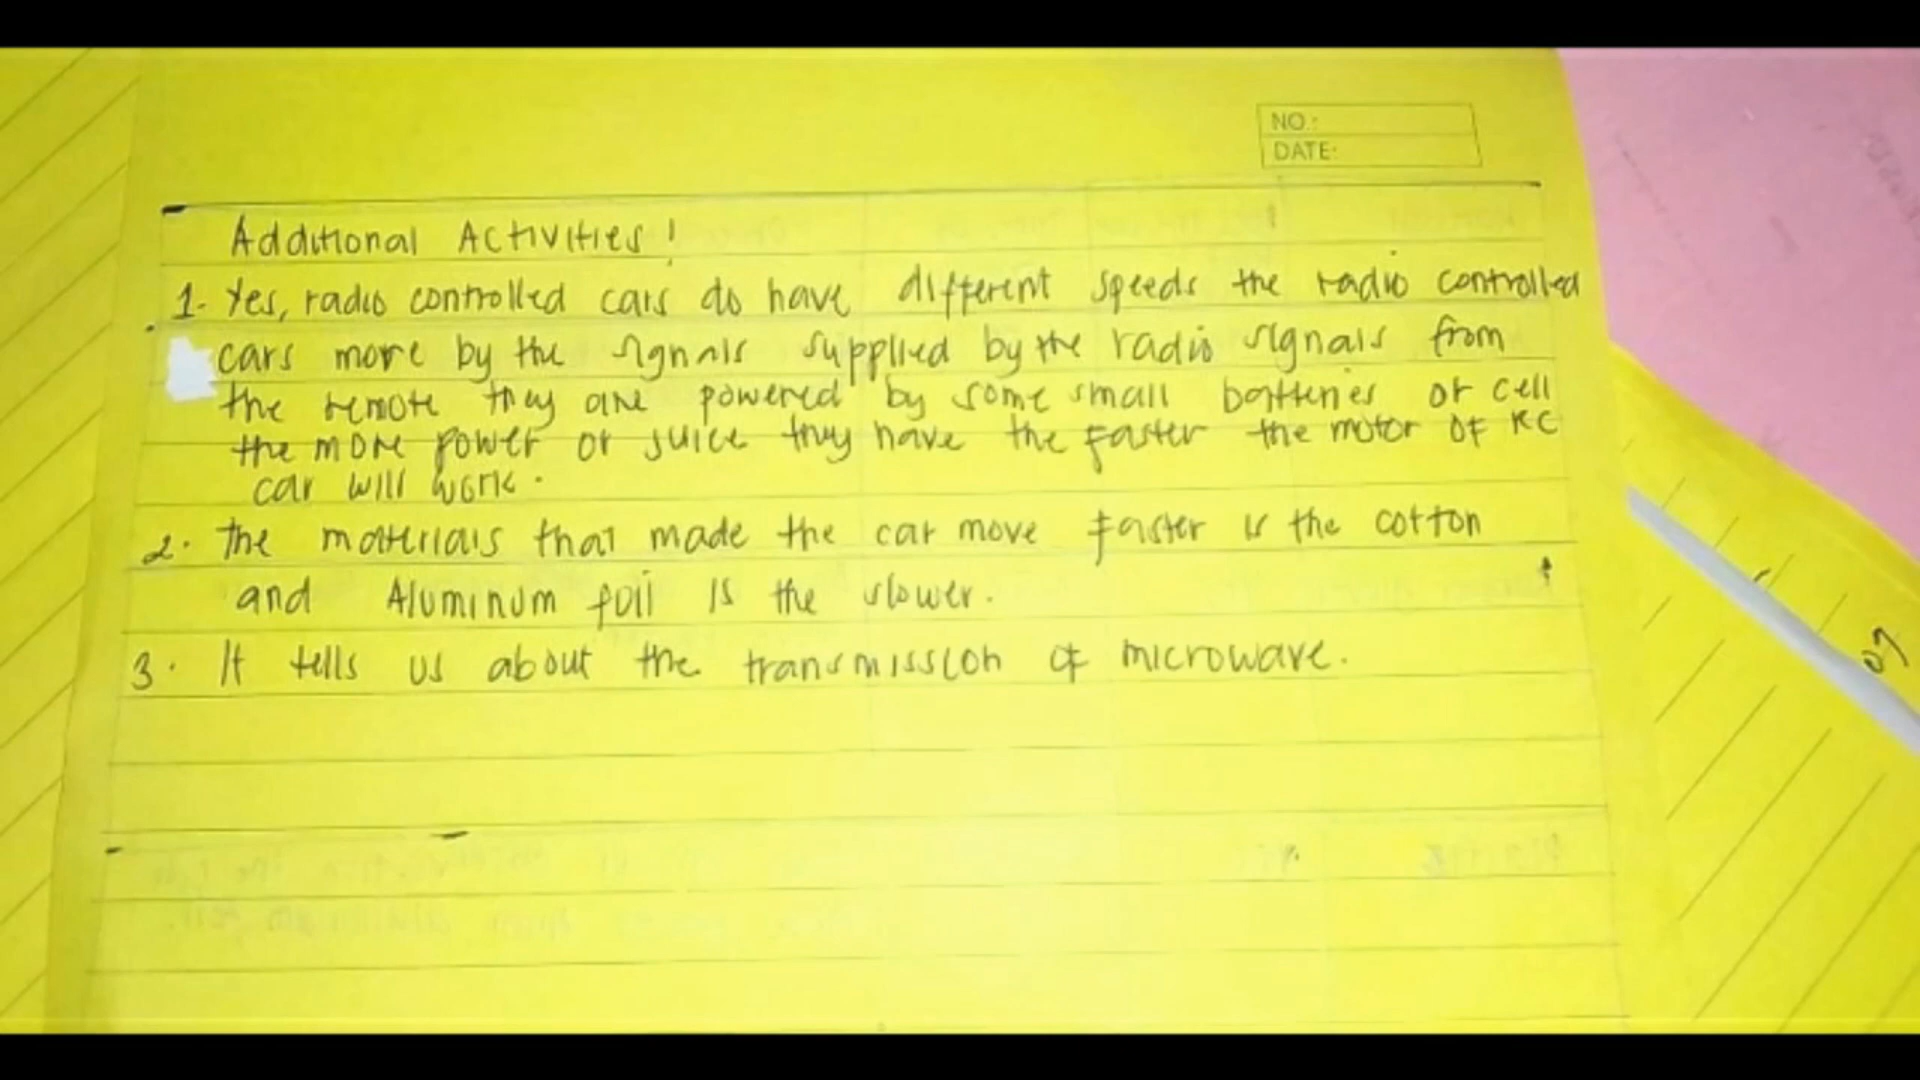 NO.:
DATE:
Additional Activities!
1- Yes, radio controlled cars do have different speeds the radio controlled
cars more by the signals supplied by the radio signals from
the remote they are powered by some small batteries or cell
the more power or juice they have the faster the motor of RC
car will work.
2. The materials that made the car move faster is the cotton
and Aluminum foil is the slower.
3. It tells us about the transmission of microwave.
07